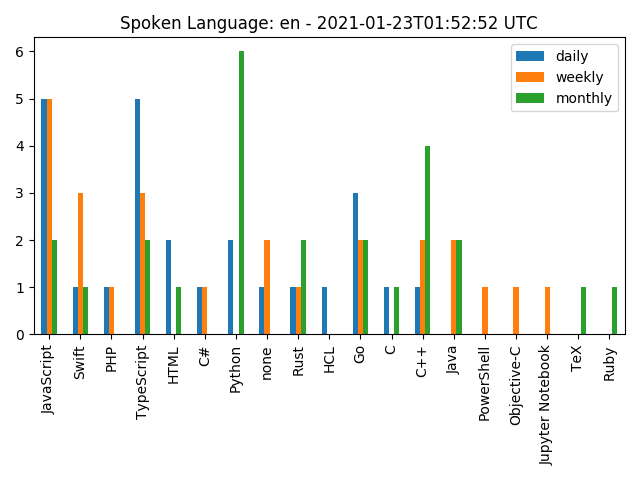 Spoken Language: en - 2021-01-23T01:52:52 UTC
daily
weekly
monthly
6
5
4
3
2
1
0
JavaScript
Swift
PHP
TypeScript
HTML
C#
Python
none
Rust
HCL
Go
C
C++
Java
PowerShell
Objective-C
Jupyter Notebook
TeX
Ruby